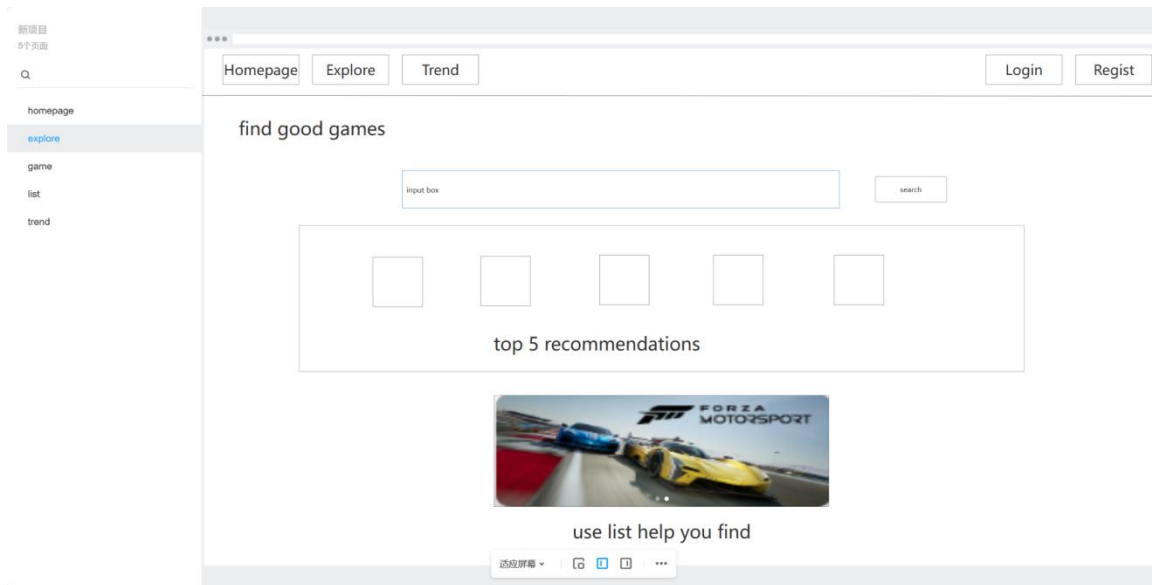 新项目
5个页面
homepage
explore
game
list
trend
Homepage Explore Trend Login Regist
find good games
input box search
top 5 recommendations
FORZA
MOTORSPORT
use list help you find
适应屏幕